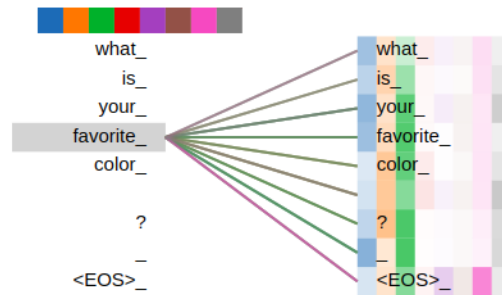 what_ what_
is_ is_
your_ your_
favorite_ favorite_
color_ color_
? ?
_ _
<EOS>_ <EOS>_